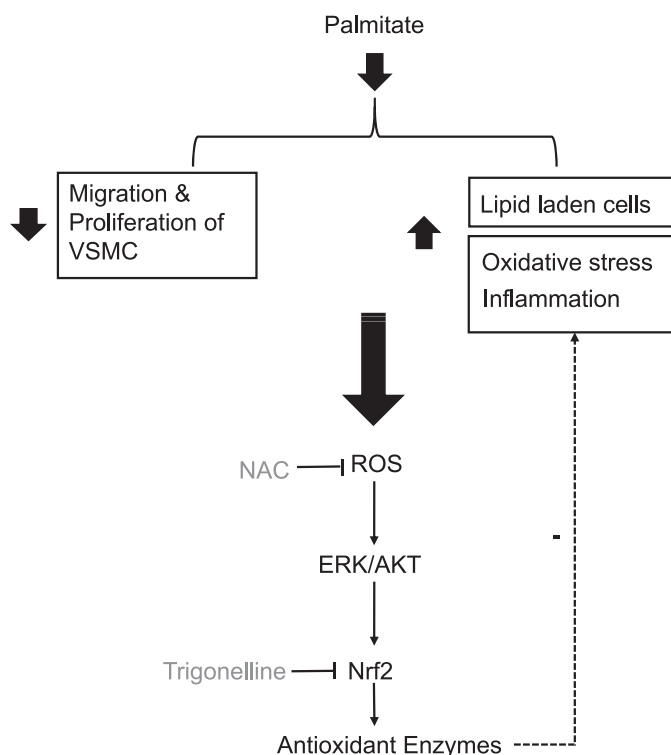 Palmitate
Migration &
Proliferation of
VSMC
Lipid laden cells
Oxidative stress
Inflammation
NAC
ROS
ERK/AKT
-
Trigonelline
Nrf2
Antioxidant Enzymes